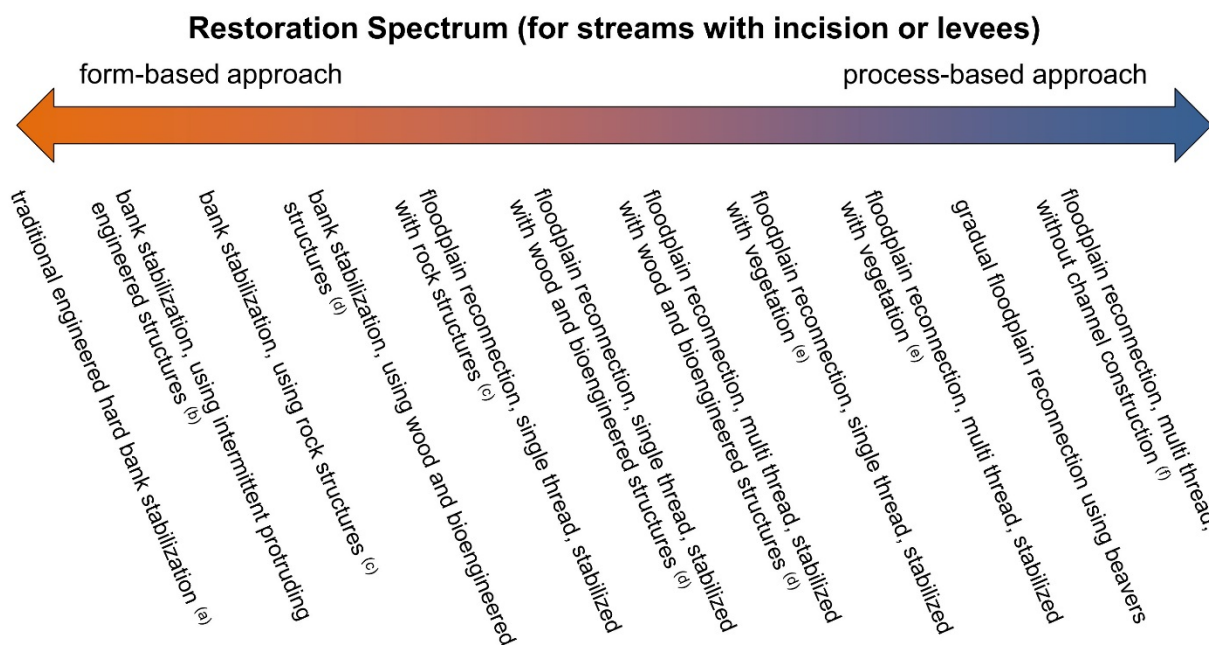 Restoration Spectrum (for streams with incision or levees)
form-based approach
process-based approach
traditional engineered hard bank stabilization (a)
bank stabilization, using intermittent protruding
engineered structures (b)
bank stabilization, using rock structures (c)
bank stabilization, using wood and bioengineered
structures (d)
floodplain reconnection, single thread, stabilized
with rock structures (c)
floodplain reconnection, single thread, stabilized
with wood and bioengineered structures (d)
floodplain reconnection, multi thread, stabilized
with wood and bioengineered structures (d)
floodplain reconnection, single thread, stabilized
with vegetation (e)
floodplain reconnection, multi thread, stabilized
with vegetation (e)
gradual floodplain reconnection using beavers
floodplain reconnection, multi thread,
without channel construction (f)